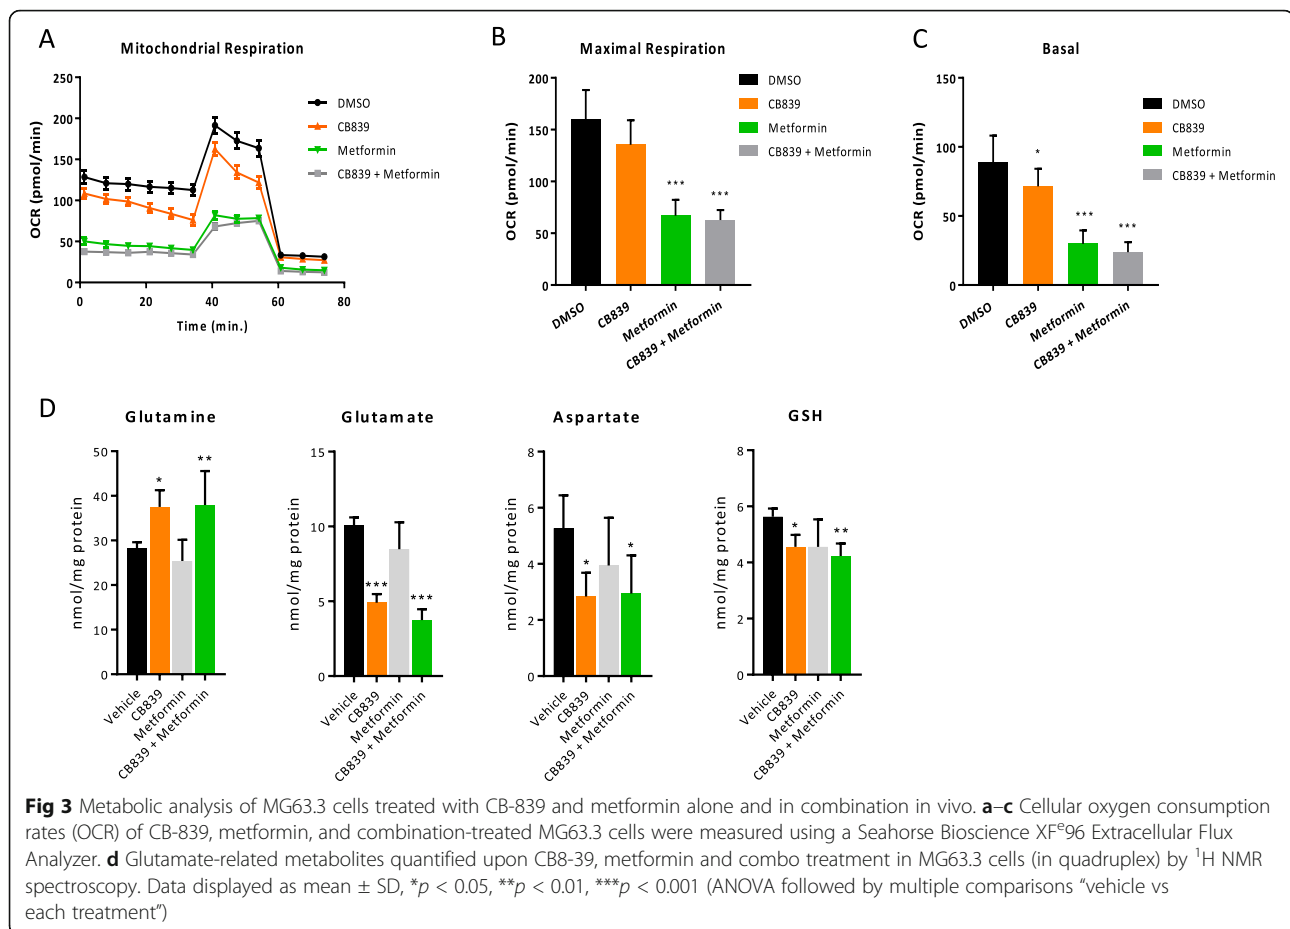 A
Mitochondrial Respiration
250
200
150
100
50
0
OCR (pmol/min)
0
20
40
60
80
Time (min.)
DMSO
CB839
Metformin
CB839 + Metformin
B
Maximal Respiration
200
150
100
50
0
OCR (pmol/min)
***
***
DMSO
CB839
Metformin
CB839 + Metformin
DMSO
CB839
Metformin
CB839 + Metformin
C
Basal
150
100
50
0
OCR (pmol/min)
*
***
***
DMSO
CB839
Metformin
CB839 + Metformin
DMSO
CB839
Metformin
CB839 + Metformin
D
Glutamine
50
40
30
20
10
0
nmol/mg protein
*
**
Vehicle
CB839
Metformin
CB839 + Metformin
Glutamate
15
10
5
0
nmol/mg protein
***
***
Vehicle
CB839
Metformin
CB839 + Metformin
Aspartate
8
6
4
2
0
nmol/mg protein
*
*
Vehicle
CB839
Metformin
CB839 + Metformin
GSH
8
6
4
2
0
nmol/mg protein
*
**
Vehicle
CB839
Metformin
CB839 + Metformin
Fig 3 Metabolic analysis of MG63.3 cells treated with CB-839 and metformin alone and in combination in vivo. a–c Cellular oxygen consumption
rates (OCR) of CB-839, metformin, and combination-treated MG63.3 cells were measured using a Seahorse Bioscience XFe96 Extracellular Flux
Analyzer. d Glutamate-related metabolites quantified upon CB8-39, metformin and combo treatment in MG63.3 cells (in quadruplex) by 1H NMR
spectroscopy. Data displayed as mean ± SD, *p < 0.05, **p < 0.01, ***p < 0.001 (ANOVA followed by multiple comparisons “vehicle vs
each treatment”)